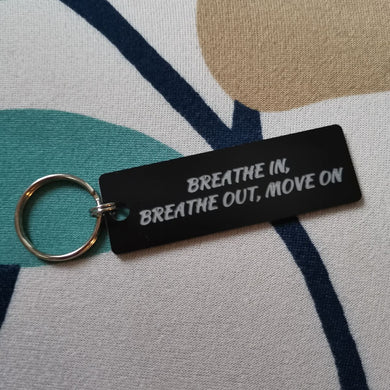 BREATHE IN,
BREATHE OUT, MOVE ON